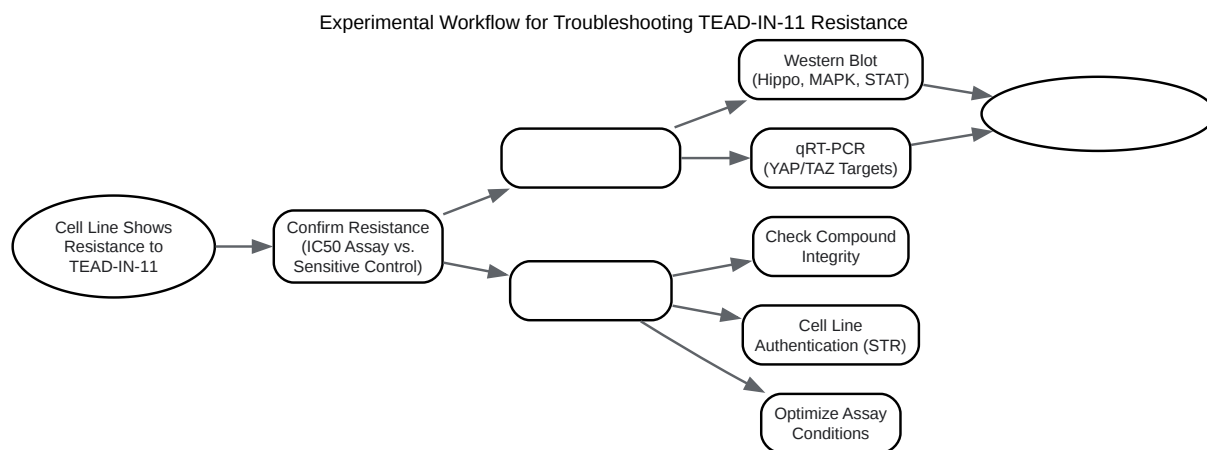 Experimental Workflow for Troubleshooting TEAD-IN-11 Resistance
Western Blot
(Hippo, MAPK, STAT)
qRT-PCR
(YAP/TAZ Targets)
Cell Line Shows
Resistance to
TEAD-IN-11
Confirm Resistance
(IC50 Assay vs.
Sensitive Control)
Check Compound
Integrity
Cell Line
Authentication (STR)
Optimize Assay
Conditions